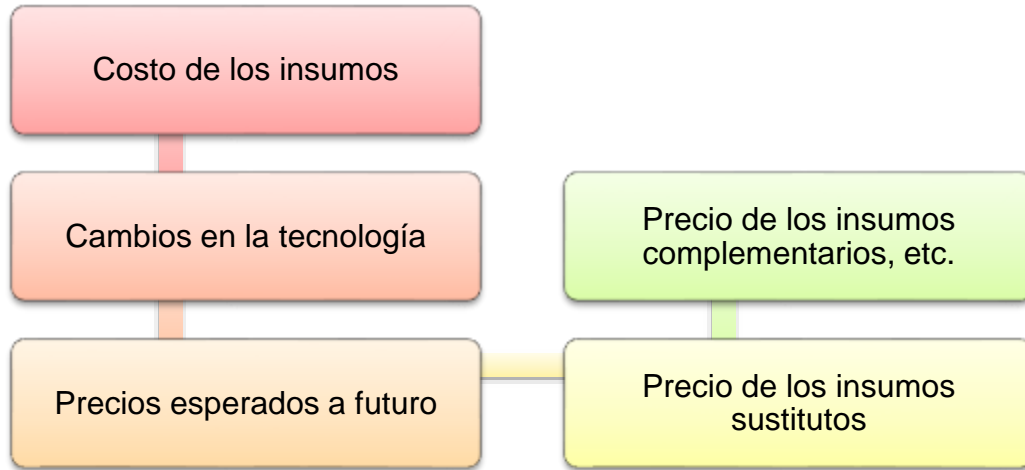 Costo de los insumos
Cambios en la tecnología
Precios esperados a futuro
Precio de los insumos
sustitutos
Precio de los insumos
complementarios, etc.